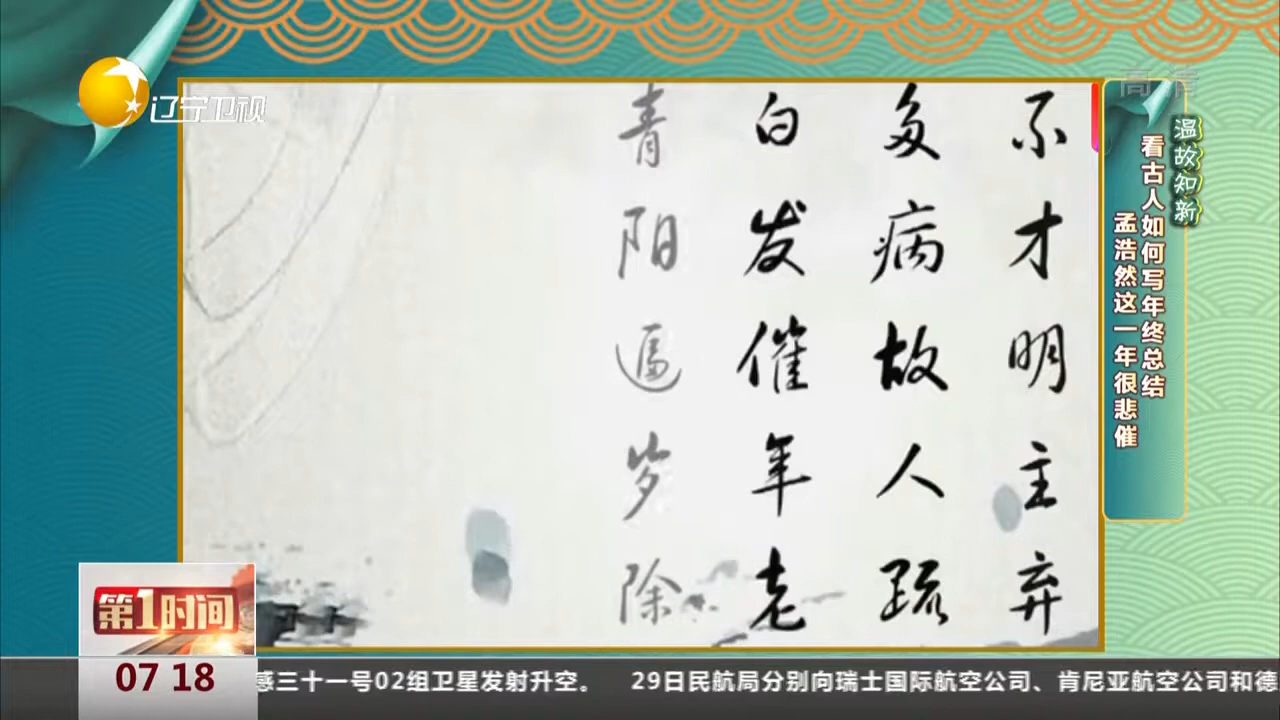 辽宁卫视
高清
温故知新
看古人如何写年终总结
孟浩然这一年很悲催
不才明主弃
多病故人疏
白发催年老
青阳逼岁除
第1时间
07 18
感三十一号02组卫星发射升空。 29日民航局分别向瑞士国际航空公司、肯尼亚航空公司和德